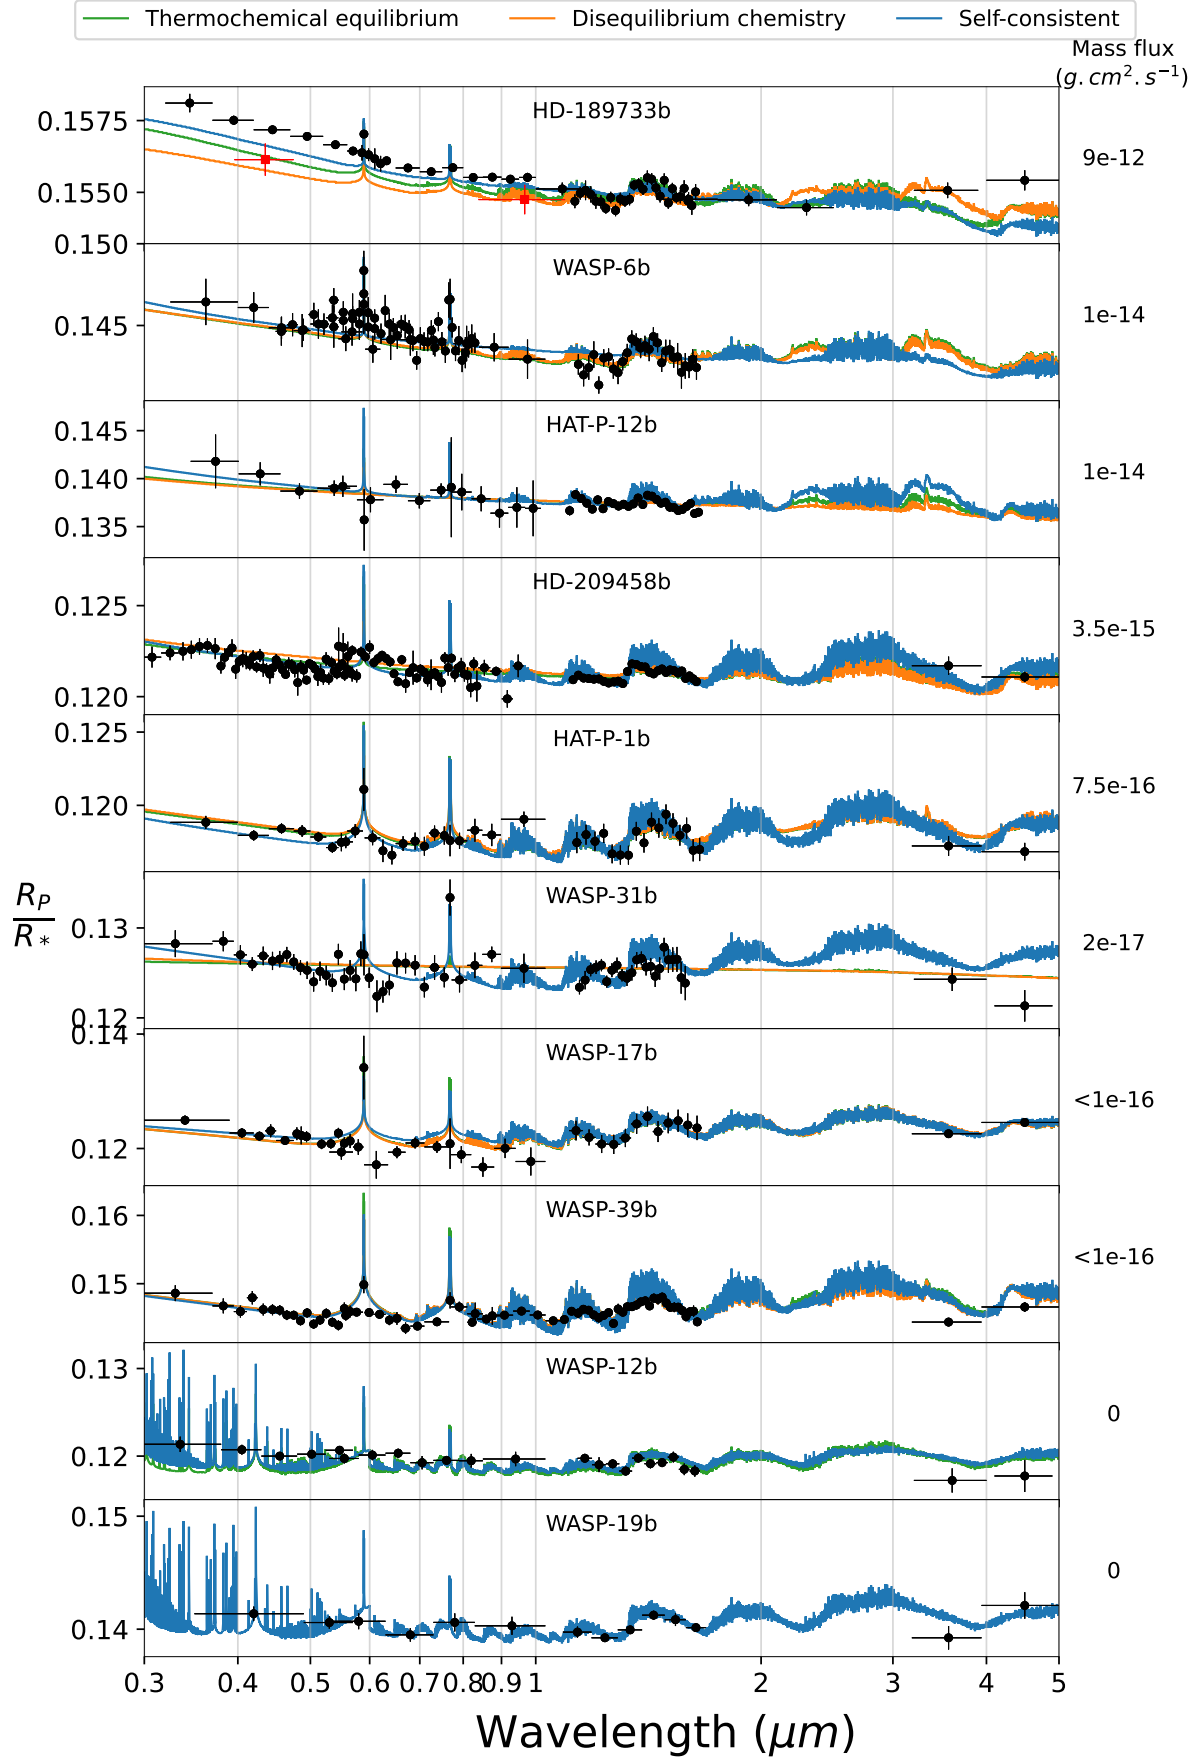 Thermochemical equilibrium Disequilibrium chemistry Self-consistent
Mass flux
(g.cm².s⁻¹)
HD-189733b
0.1575
9e-12
0.1550
0.150
WASP-6b
1e-14
0.145
HAT-P-12b
0.145
1e-14
0.140
0.135
HD-209458b
0.125
3.5e-15
0.120
HAT-P-1b
0.125
7.5e-16
0.120
R_P
R_*
WASP-31b
0.13
2e-17
0.12
0.14
WASP-17b
<1e-16
0.12
WASP-39b
0.16
<1e-16
0.15
WASP-12b
0.13
0
0.12
WASP-19b
0.15
0
0.14
0.3 0.4 0.5 0.6 0.7 0.8 0.9 1 2 3 4 5
Wavelength (μm)